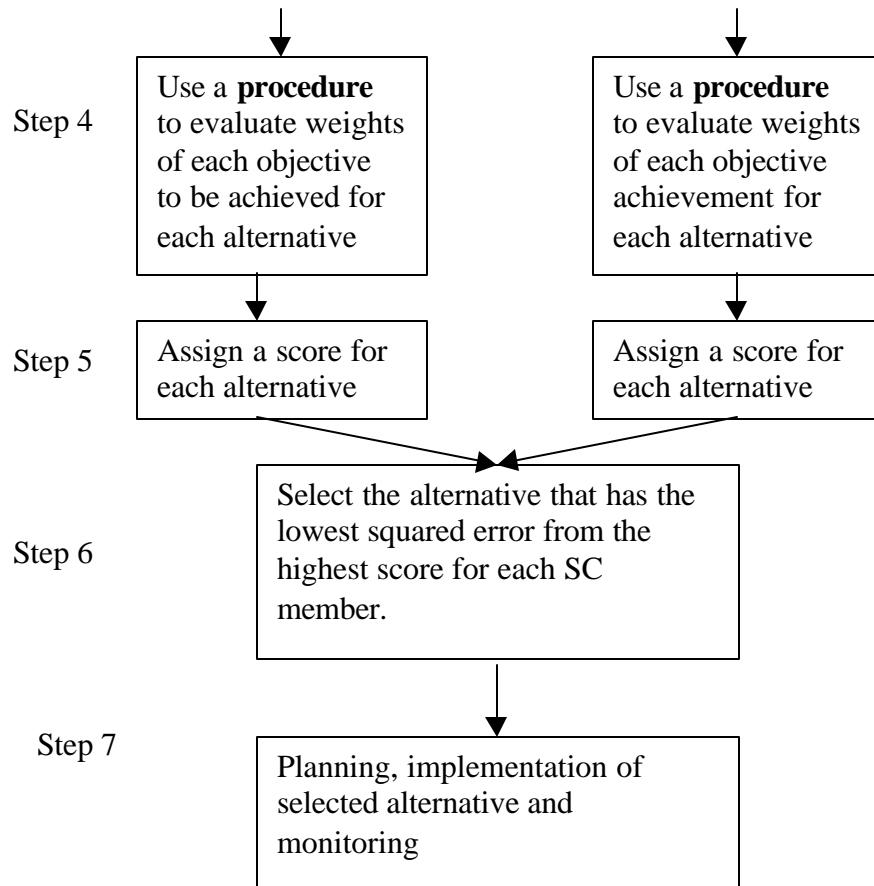 Step 4
Use a procedure
to evaluate weights
of each objective
to be achieved for
each alternative
Use a procedure
to evaluate weights
of each objective
achievement for
each alternative
Step 5
Assign a score for
each alternative
Assign a score for
each alternative
Step 6
Select the alternative that has the
lowest squared error from the
highest score for each SC
member.
Step 7
Planning, implementation of
selected alternative and
monitoring